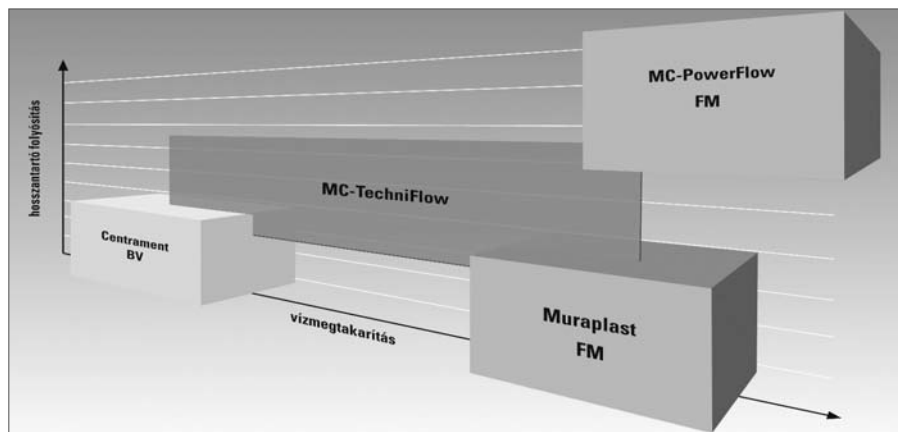 MC-PowerFlow
FM
hosszantartó folyósítás
MC-TechniFlow
Centrament
BV
Muraplast
FM
vízmegtakarítás